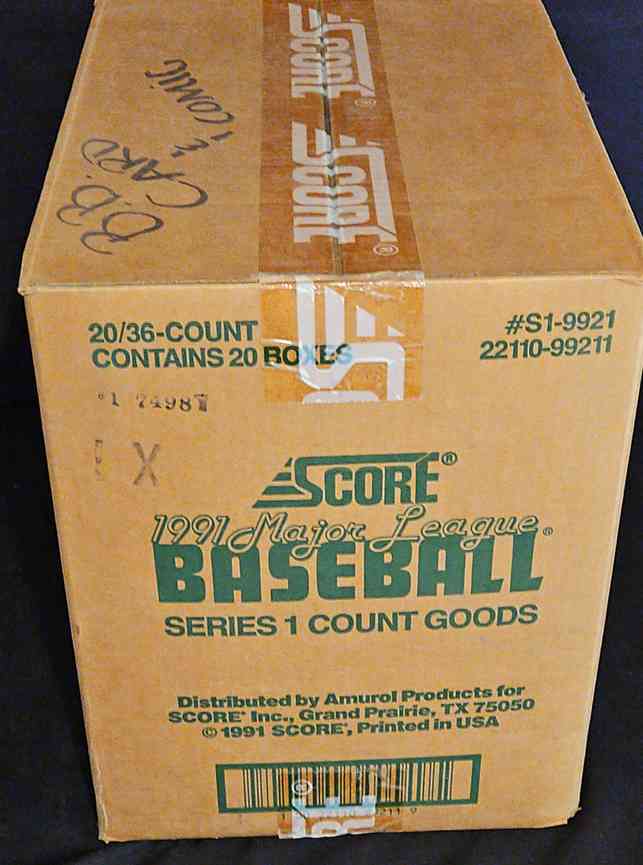 SCORE®
SCORE®
B.B.
CARD
& COMIC
20/36-COUNT
CONTAINS 20 BOXES
#S1-9921
22110-99211
1 74981
X
SCORE®
1991 Major League
BASEBALL®
SERIES 1 COUNT GOODS
Distributed by Amurol Products for
SCORE® Inc., Grand Prairie, TX 75050
© 1991 SCORE®, Printed in USA